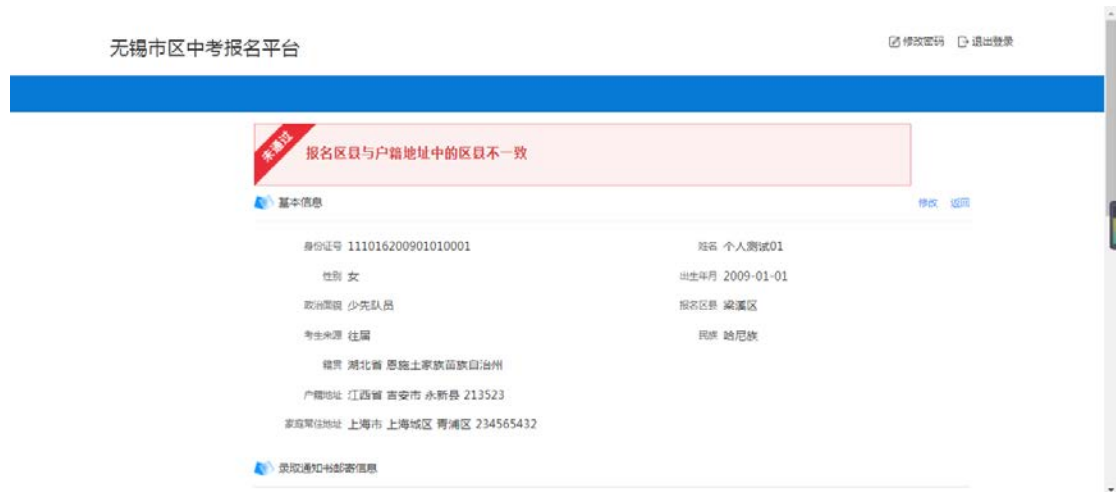 无锡市区中考报名平台
修改密码 退出登录
未通过
报名区县与户籍地址中的区县不一致
基本信息
修改 返回
身份证号 111016200901010001 姓名 个人测试01
性别 女 出生年月 2009-01-01
政治面貌 少先队员 报名区县 梁溪区
考生来源 往届 民族 哈尼族
籍贯 湖北省 恩施土家族苗族自治州
户籍地址 江西省 吉安市 永新县 213523
家庭常住地址 上海市 上海城区 青浦区 234565432
录取通知书邮寄信息